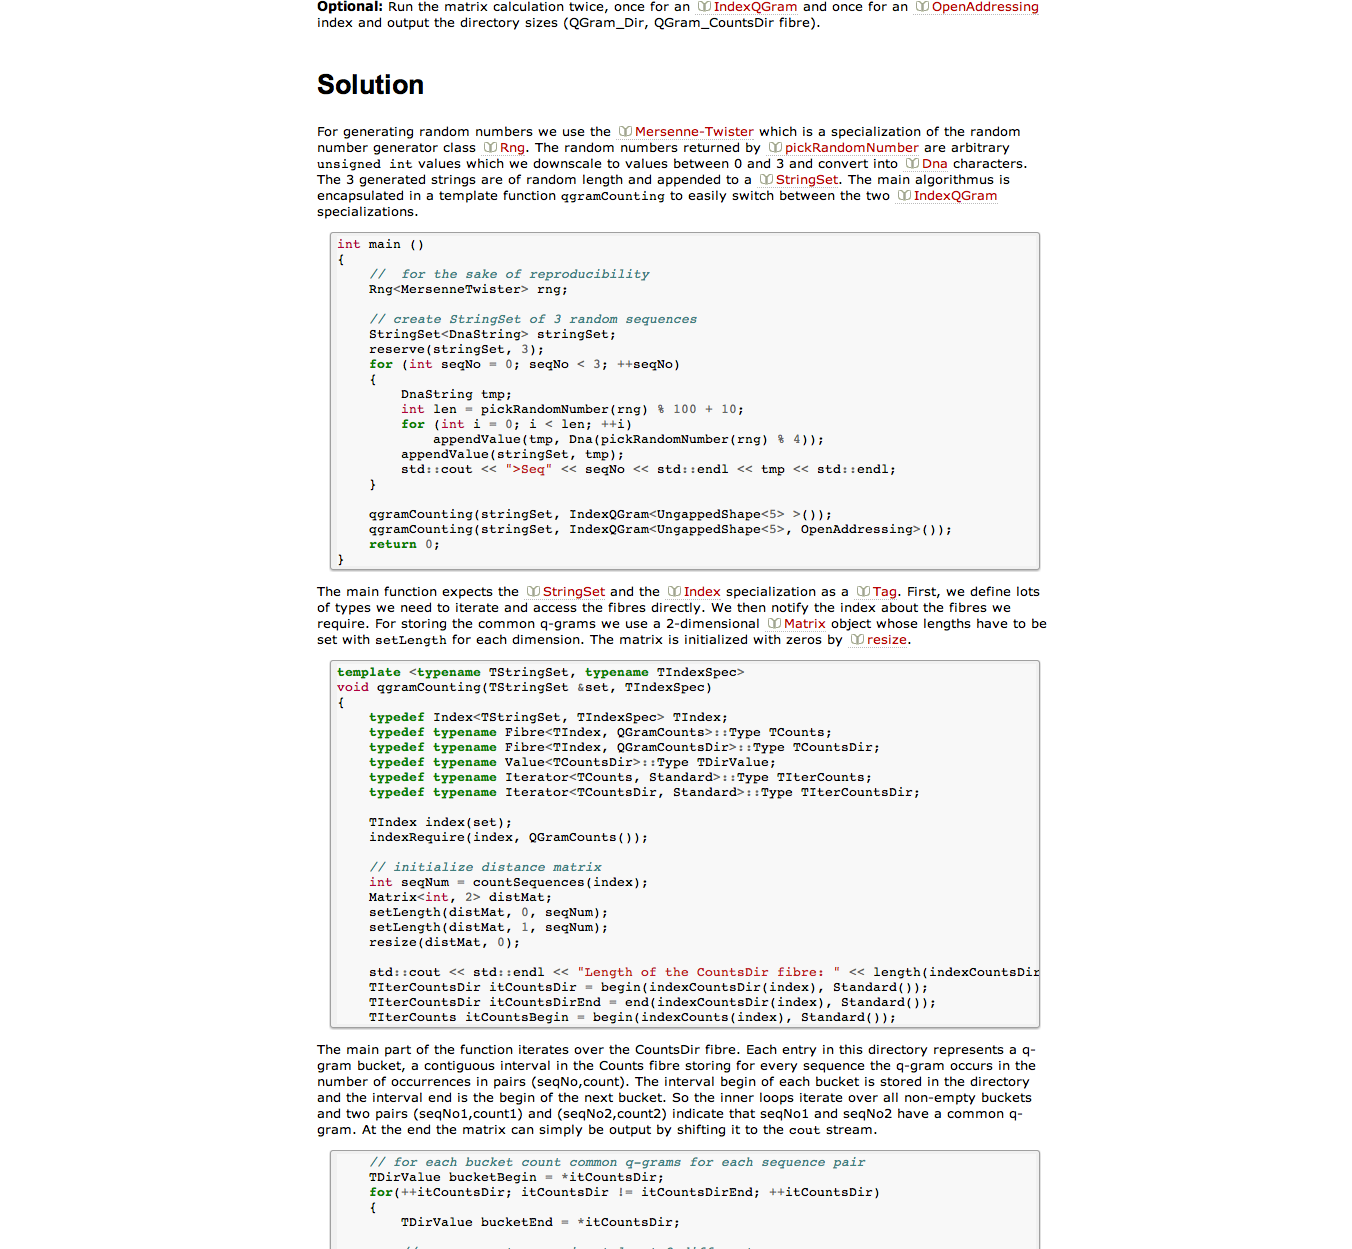 Optional: Run the matrix calculation twice, once for an IndexQGram and once for an OpenAddressing
index and output the directory sizes (QGram_Dir, QGram_CountsDir fibre).
Solution
For generating random numbers we use the Mersenne-Twister which is a specialization of the random
number generator class Rng. The random numbers returned by pickRandomNumber are arbitrary
unsigned int values which we downscale to values between 0 and 3 and convert into Dna characters.
The 3 generated strings are of random length and appended to a StringSet. The main algorithmus is
encapsulated in a template function qgramCounting to easily switch between the two IndexQGram
specializations.
int main ()
{
    //  for the sake of reproducibility
    Rng<MersenneTwister> rng;
    // create StringSet of 3 random sequences
    StringSet<DnaString> stringSet;
    reserve(stringSet, 3);
    for (int seqNo = 0; seqNo < 3; ++seqNo)
    {
        DnaString tmp;
        int len = pickRandomNumber(rng) % 100 + 10;
        for (int i = 0; i < len; ++i)
            appendValue(tmp, Dna(pickRandomNumber(rng) % 4));
        appendValue(stringSet, tmp);
        std::cout << ">Seq" << seqNo << std::endl << tmp << std::endl;
    }
    qgramCounting(stringSet, IndexQGram<UngappedShape<5> >());
    qgramCounting(stringSet, IndexQGram<UngappedShape<5>, OpenAddressing>());
    return 0;
}
The main function expects the StringSet and the Index specialization as a Tag. First, we define lots
of types we need to iterate and access the fibres directly. We then notify the index about the fibres we
require. For storing the common q-grams we use a 2-dimensional Matrix object whose lengths have to be
set with setLength for each dimension. The matrix is initialized with zeros by resize.
template <typename TStringSet, typename TIndexSpec>
void qgramCounting(TStringSet &set, TIndexSpec)
{
    typedef Index<TStringSet, TIndexSpec> TIndex;
    typedef typename Fibre<TIndex, QGramCounts>::Type TCounts;
    typedef typename Fibre<TIndex, QGramCountsDir>::Type TCountsDir;
    typedef typename Value<TCountsDir>::Type TDirValue;
    typedef typename Iterator<TCounts, Standard>::Type TIterCounts;
    typedef typename Iterator<TCountsDir, Standard>::Type TIterCountsDir;
    TIndex index(set);
    indexRequire(index, QGramCounts());
    // initialize distance matrix
    int seqNum = countSequences(index);
    Matrix<int, 2> distMat;
    setLength(distMat, 0, seqNum);
    setLength(distMat, 1, seqNum);
    resize(distMat, 0);
    std::cout << std::endl << "Length of the CountsDir fibre: " << length(indexCountsDir
    TIterCountsDir itCountsDir = begin(indexCountsDir(index), Standard());
    TIterCountsDir itCountsDirEnd = end(indexCountsDir(index), Standard());
    TIterCounts itCountsBegin = begin(indexCounts(index), Standard());
The main part of the function iterates over the CountsDir fibre. Each entry in this directory represents a q-
gram bucket, a contiguous interval in the Counts fibre storing for every sequence the q-gram occurs in the
number of occurrences in pairs (seqNo,count). The interval begin of each bucket is stored in the directory
and the interval end is the begin of the next bucket. So the inner loops iterate over all non-empty buckets
and two pairs (seqNo1,count1) and (seqNo2,count2) indicate that seqNo1 and seqNo2 have a common q-
gram. At the end the matrix can simply be output by shifting it to the cout stream.
    // for each bucket count common q-grams for each sequence pair
    TDirValue bucketBegin = *itCountsDir;
    for(++itCountsDir; itCountsDir != itCountsDirEnd; ++itCountsDir)
    {
        TDirValue bucketEnd = *itCountsDir;